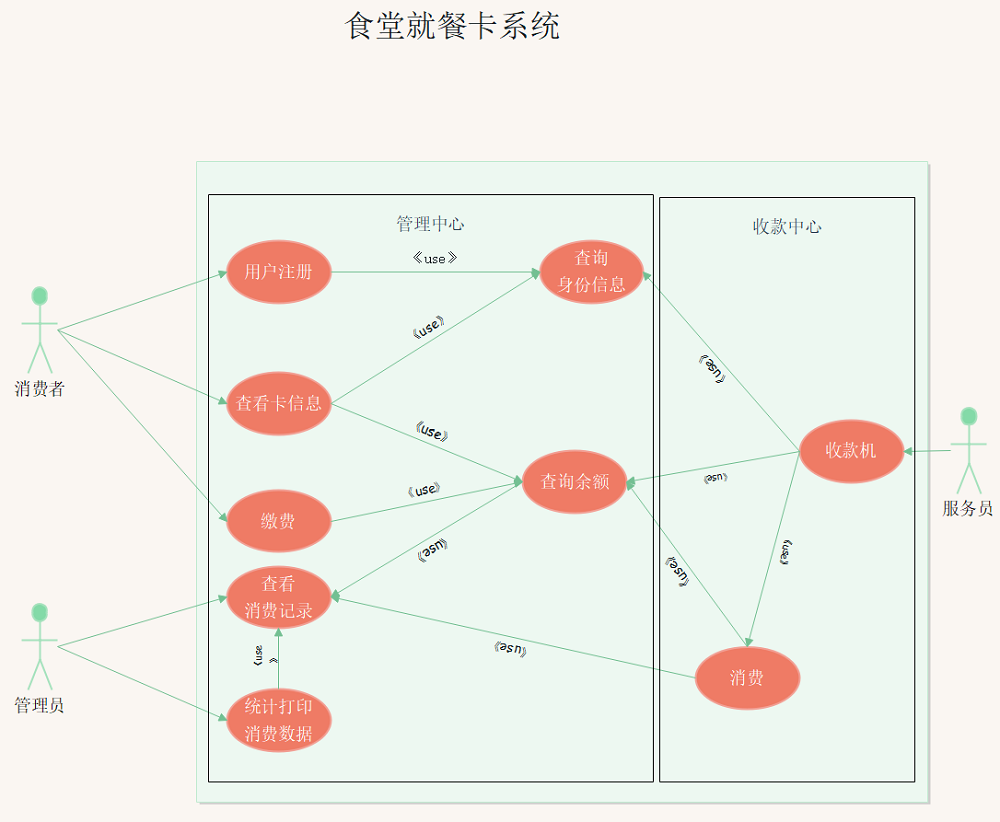 食堂就餐卡系统
管理中心
收款中心
用户注册
《use》
查询
身份信息
消费者
《use》
《use》
查看卡信息
《use》
收款机
查询余额
《use》
《use》
服务员
缴费
《use》
《use》
《use》
查看
消费记录
《use》
《use》
消费
管理员
统计打印
消费数据